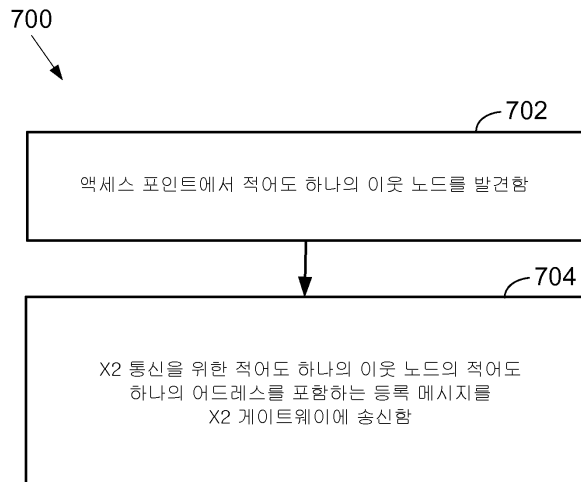 700
702
액세스 포인트에서 적어도 하나의 이웃 노드를 발견함
704
X2 통신을 위한 적어도 하나의 이웃 노드의 적어도
하나의 어드레스를 포함하는 등록 메시지를
X2 게이트웨이에 송신함